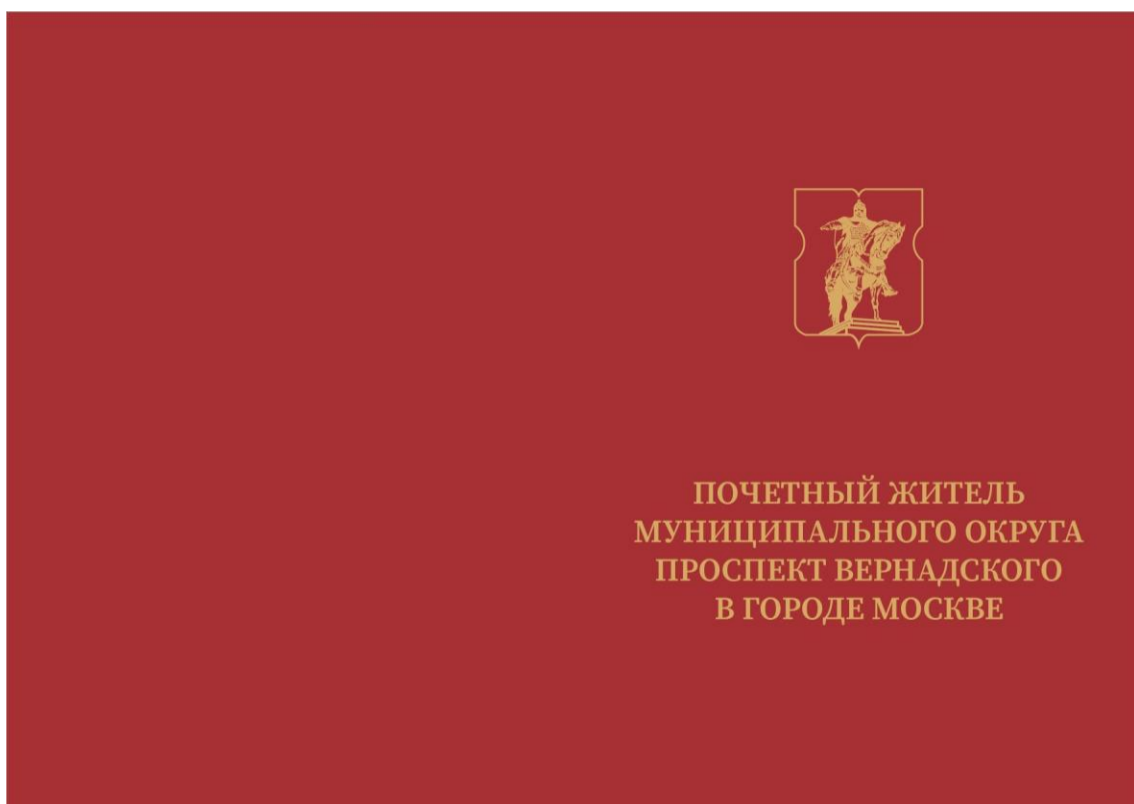 ПОЧЕТНЫЙ ЖИТЕЛЬ
МУНИЦИПАЛЬНОГО ОКРУГА
ПРОСПЕКТ ВЕРНАДСКОГО
В ГОРОДЕ МОСКВЕ